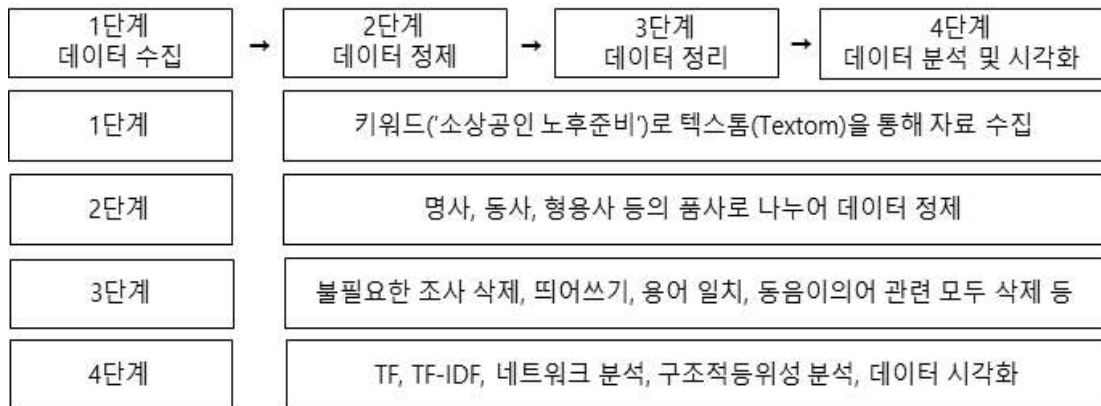 1단계
데이터 수집
→
2단계
데이터 정제
→
3단계
데이터 정리
→
4단계
데이터 분석 및 시각화
1단계
키워드('소상공인 노후준비')로 텍스톰(Textom)을 통해 자료 수집
2단계
명사, 동사, 형용사 등의 품사로 나누어 데이터 정제
3단계
불필요한 조사 삭제, 띄어쓰기, 용어 일치, 동음이의어 관련 모두 삭제 등
4단계
TF, TF-IDF, 네트워크 분석, 구조적등위성 분석, 데이터 시각화